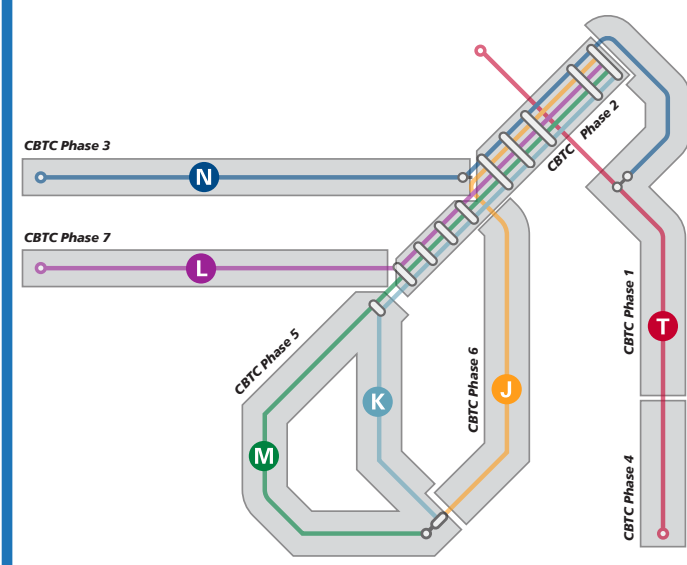 CBTC Phase 3
N
CBTC Phase 2
CBTC Phase 7
L
CBTC Phase 1
T
CBTC Phase 5
CBTC Phase 6
K
J
M
CBTC Phase 4